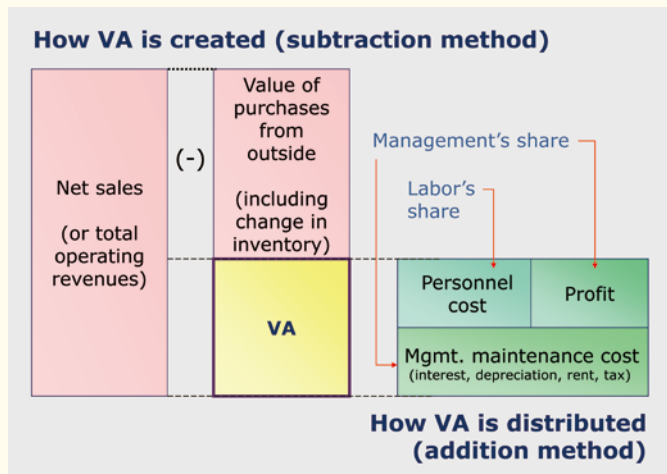 How VA is created (subtraction method)
Net sales
(or total
operating
revenues)
(-)
Value of
purchases
from
outside
(including
change in
inventory)
VA
Management's share
Labor's
share
Personnel
cost
Profit
Mgmt. maintenance cost
(interest, depreciation, rent, tax)
How VA is distributed
(addition method)